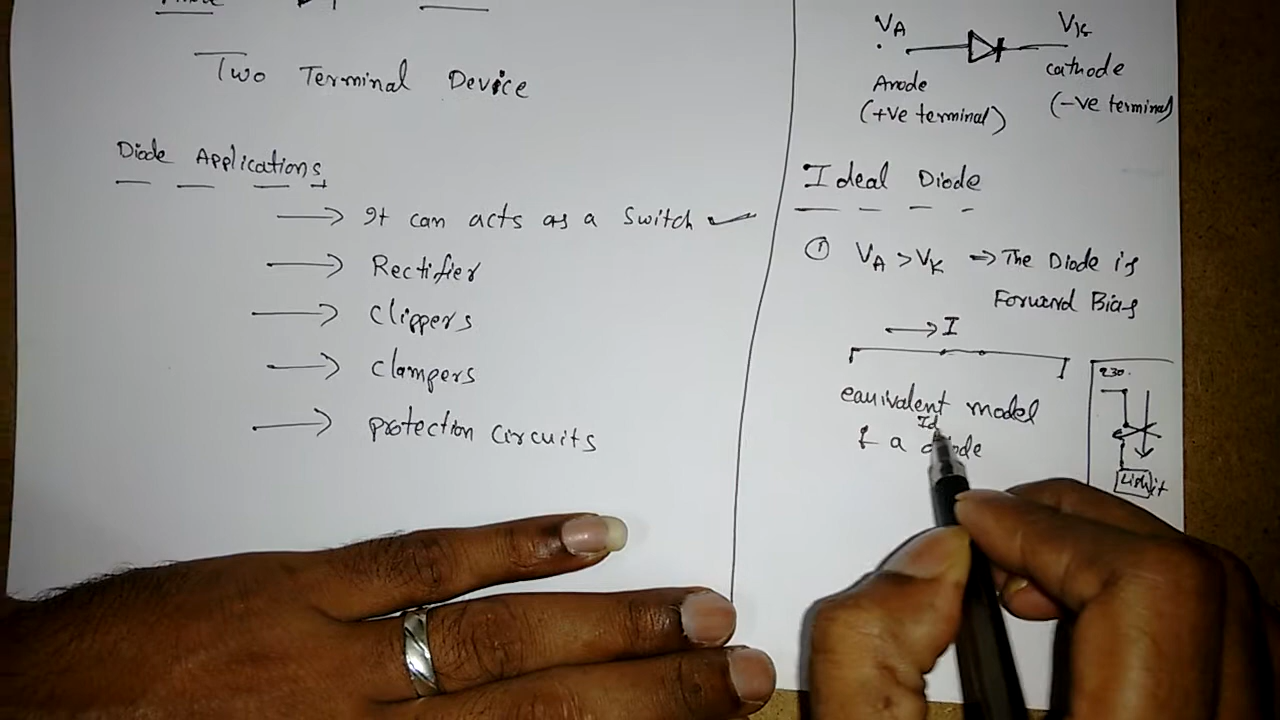 Two Terminal Device
Diode Applications
→ It can acts as a switch ✓
→ Rectifier
→ Clippers
→ Clampers
→ protection circuits
VA
VK
Anode
cathode
(+ve terminal)
(-ve terminal)
Ideal Diode
① VA > VK ⇒ The Diode is
Forward Bias
→ I
equivalent model
Id
of a diode
230.